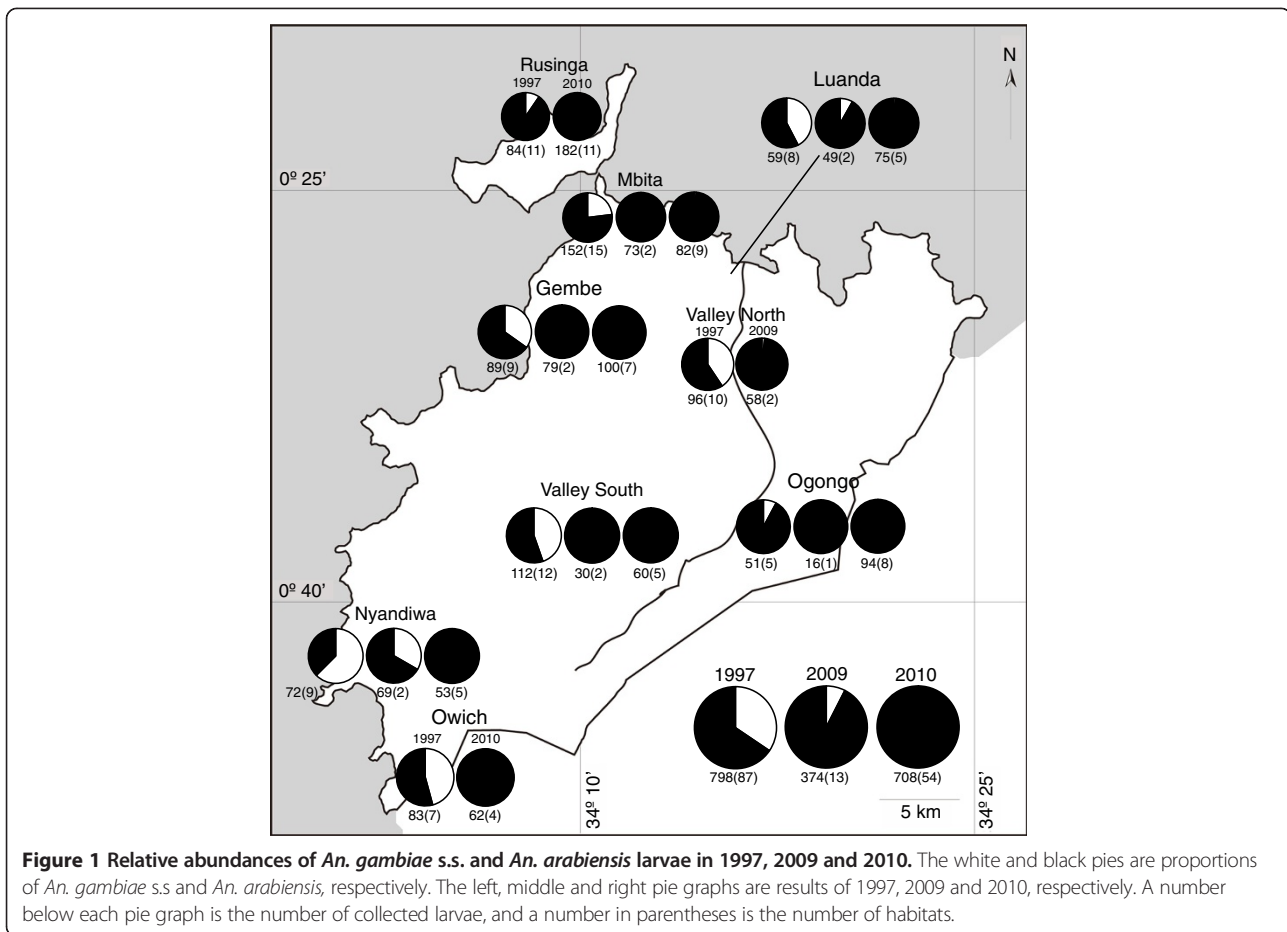 Rusinga
1997 2010
84(11) 182(11)
Luanda
59(8) 49(2) 75(5)
N
0º 25'
Mbita
152(15) 73(2) 82(9)
Gembe
89(9) 79(2) 100(7)
Valley North
1997 2009
96(10) 58(2)
Valley South
112(12) 30(2) 60(5)
Ogongo
51(5) 16(1) 94(8)
0º 40'
Nyandiwa
72(9) 69(2) 53(5)
Owich
1997 2010
83(7) 62(4)
34º 10'
1997 2009 2010
798(87) 374(13) 708(54)
5 km
34º 25'
Figure 1 Relative abundances of An. gambiae s.s. and An. arabiensis larvae in 1997, 2009 and 2010. The white and black pies are proportions
of An. gambiae s.s and An. arabiensis, respectively. The left, middle and right pie graphs are results of 1997, 2009 and 2010, respectively. A number
below each pie graph is the number of collected larvae, and a number in parentheses is the number of habitats.